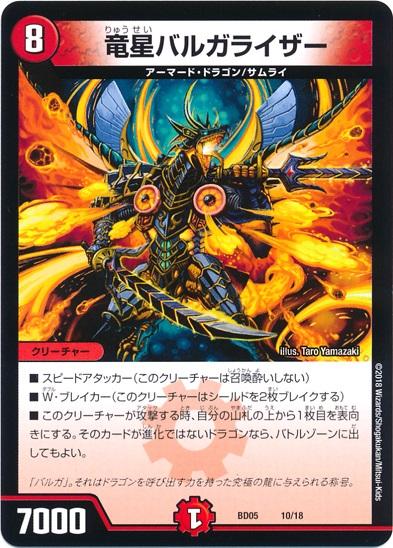 8
りゅうせい
竜星バルガライザー
アーマード・ドラゴン/サムライ
illus. Taro Yamazaki
クリーチャー
©2018 Wizards/Shogakukan/Mitsui-Kids
■ スピードアタッカー(このクリーチャーは召喚酔いしない)
■ W・ブレイカー(このクリーチャーはシールドを2枚ブレイクする)
■ このクリーチャーが攻撃する時、自分の山札の上から1枚目を表向
きにする。そのカードが進化ではないドラゴンなら、バトルゾーンに出
してもよい。
「バルガ」。それはドラゴンを呼び出す力を持った究極の龍に与えられる称号。
7000
1
BD05 10/18